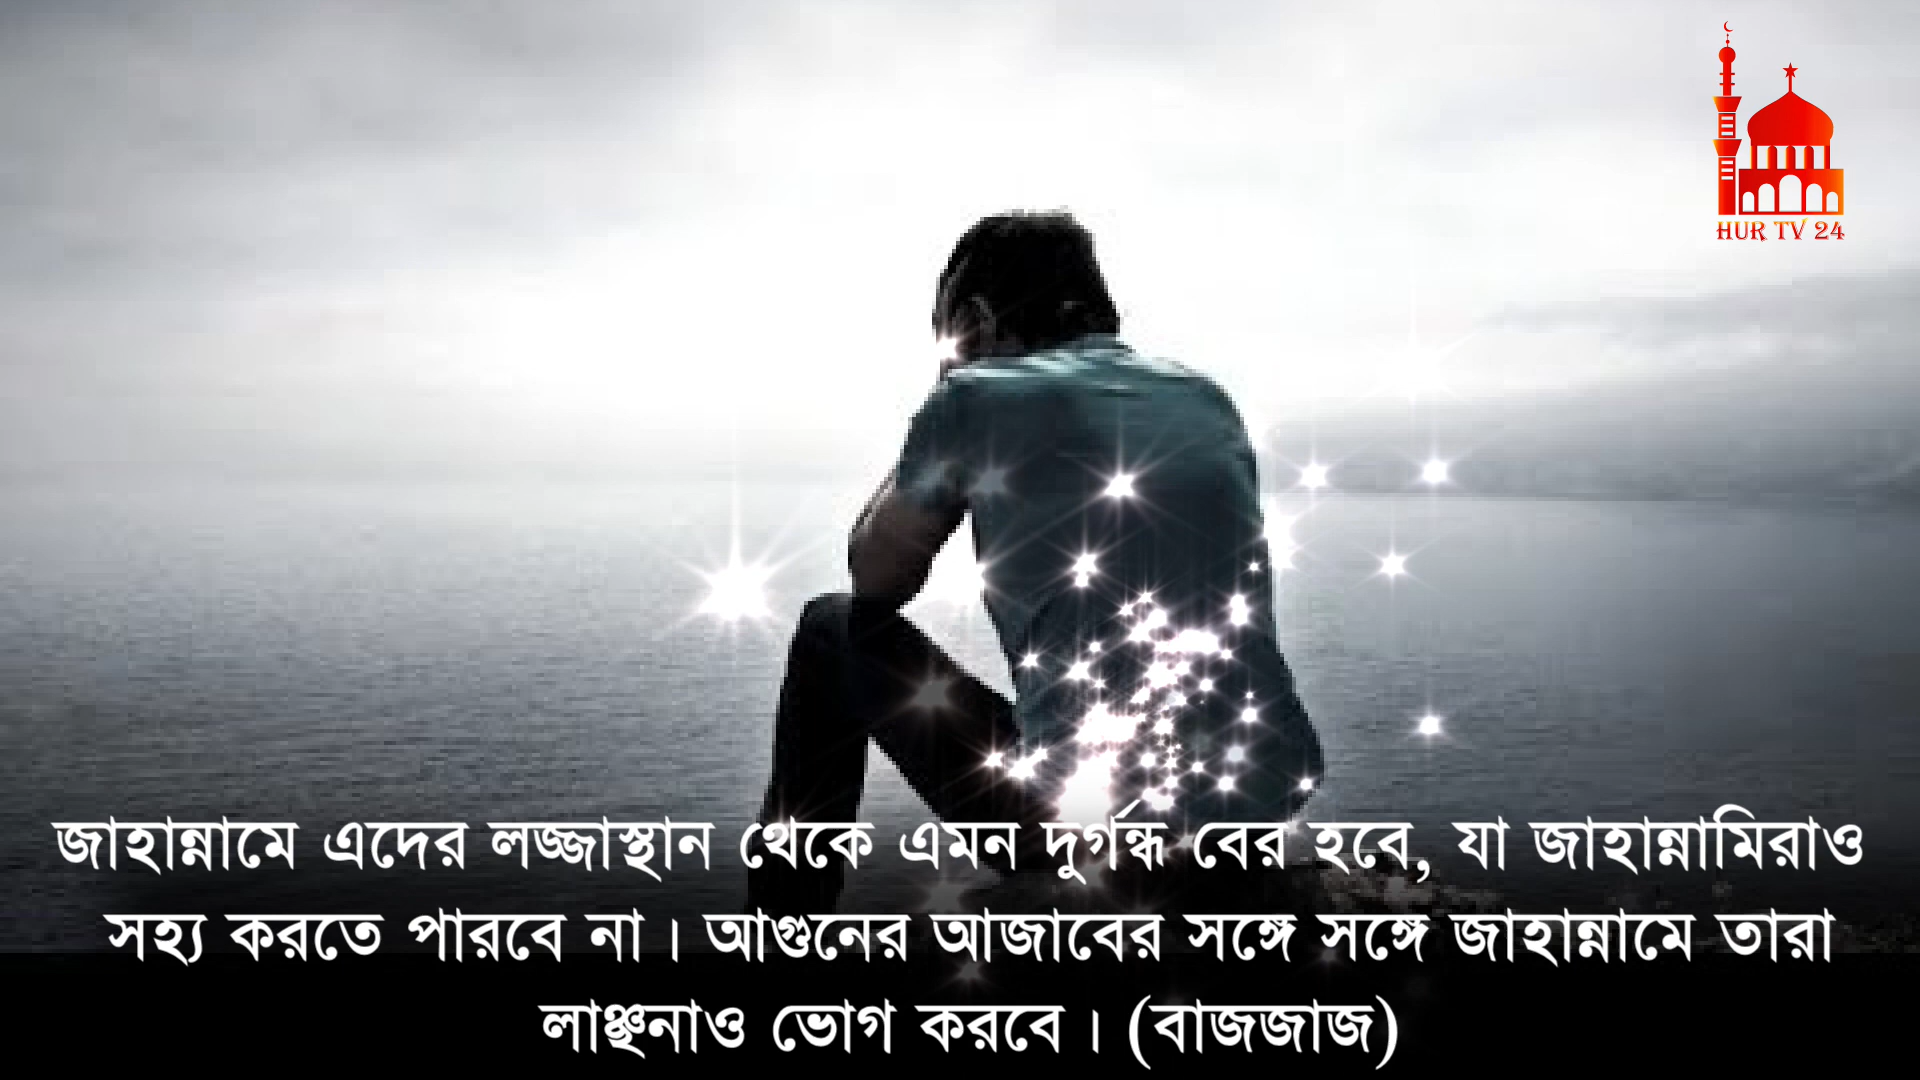 HUR TV 24
জাহান্নামে এদের লজ্জাস্থান থেকে এমন দুর্গন্ধ বের হবে, যা জাহান্নামিরাও
সহ্য করতে পারবে না। আগুনের আজাবের সঙ্গে সঙ্গে জাহান্নামে তারা
লাঞ্ছনাও ভোগ করবে। (বাজজাজ)